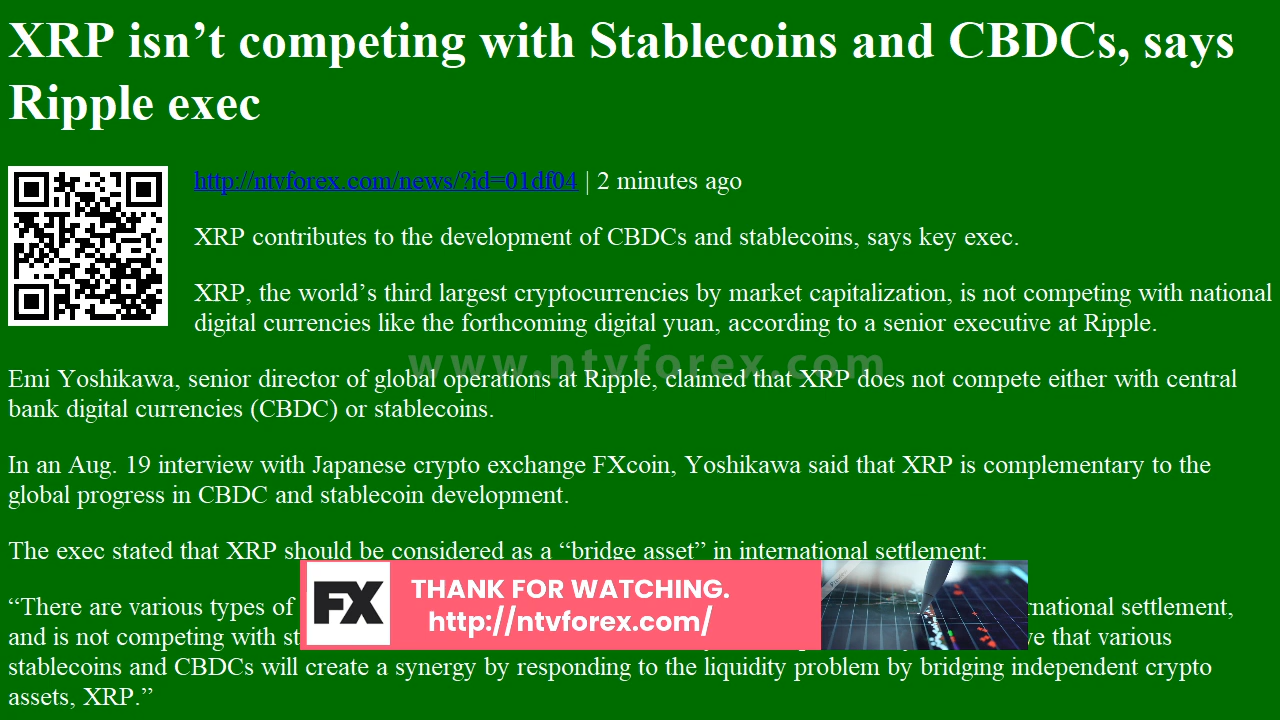 XRP isn’t competing with Stablecoins and CBDCs, says
Ripple exec
http://ntvforex.com/news/?id=01df04 | 2 minutes ago
XRP contributes to the development of CBDCs and stablecoins, says key exec.
XRP, the world’s third largest cryptocurrencies by market capitalization, is not competing with national
digital currencies like the forthcoming digital yuan, according to a senior executive at Ripple.
www.ntvforex.com
Emi Yoshikawa, senior director of global operations at Ripple, claimed that XRP does not compete either with central
bank digital currencies (CBDC) or stablecoins.
In an Aug. 19 interview with Japanese crypto exchange FXcoin, Yoshikawa said that XRP is complementary to the
global progress in CBDC and stablecoin development.
The exec stated that XRP should be considered as a “bridge asset” in international settlement:
“There are various types of
settlement,
and is not competing with
that various
stablecoins and CBDCs will create a synergy by responding to the liquidity problem by bridging independent crypto
assets, XRP.”
FX
THANK FOR WATCHING.
http://ntvforex.com/